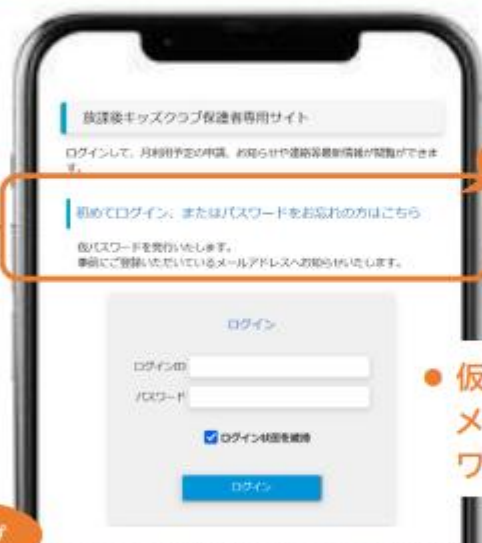 放課後キッズクラブ保護者専用サイト
ログインして、月利用予定の申請、お知らせや連絡等最新情報が閲覧ができま
す。
初めてログイン、またはパスワードをお忘れの方はこちら
仮パスワードを発行いたします。
事前にご登録いただいているメールアドレスへお知らせいたします。
ログイン
ログインID
パスワード
ログイン状態を維持
ログイン
● 仮
メ
ワ